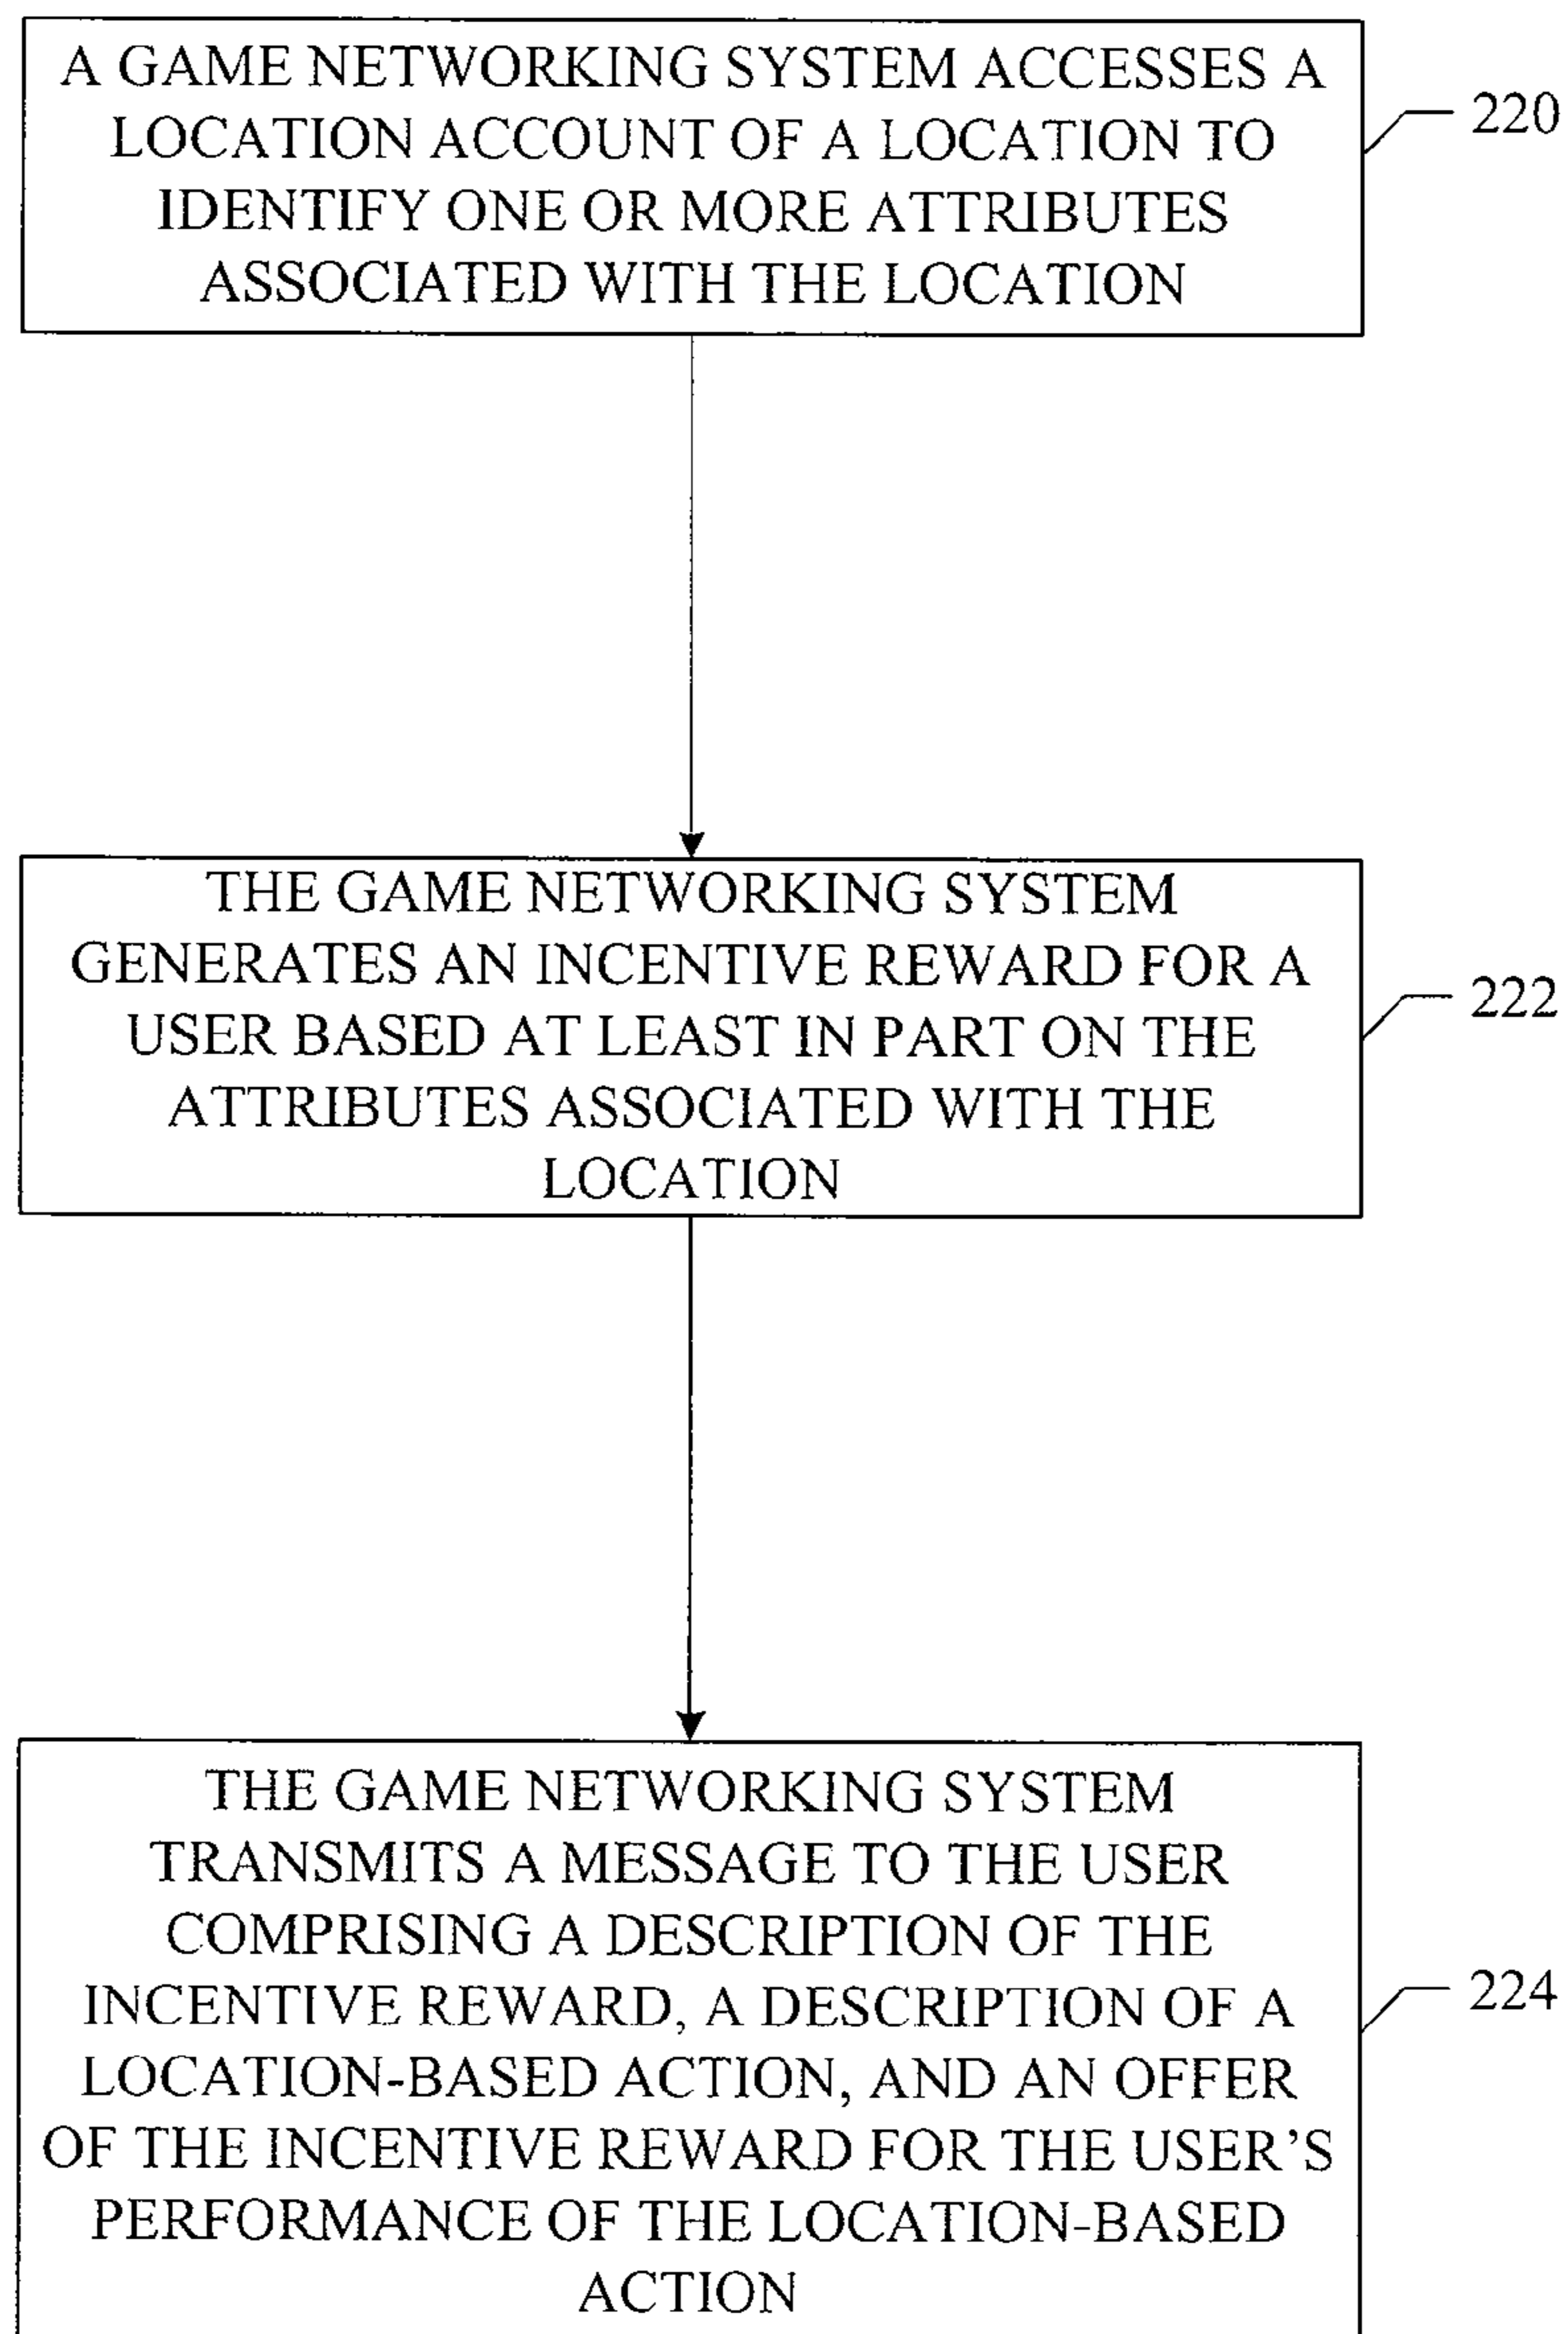 A GAME NETWORKING SYSTEM ACCESSES A
LOCATION ACCOUNT OF A LOCATION TO
IDENTIFY ONE OR MORE ATTRIBUTES
ASSOCIATED WITH THE LOCATION
220
THE GAME NETWORKING SYSTEM
GENERATES AN INCENTIVE REWARD FOR A
USER BASED AT LEAST IN PART ON THE
ATTRIBUTES ASSOCIATED WITH THE
LOCATION
222
THE GAME NETWORKING SYSTEM
TRANSMITS A MESSAGE TO THE USER
COMPRISING A DESCRIPTION OF THE
INCENTIVE REWARD, A DESCRIPTION OF A
LOCATION-BASED ACTION, AND AN OFFER
OF THE INCENTIVE REWARD FOR THE USER'S
PERFORMANCE OF THE LOCATION-BASED
ACTION
224